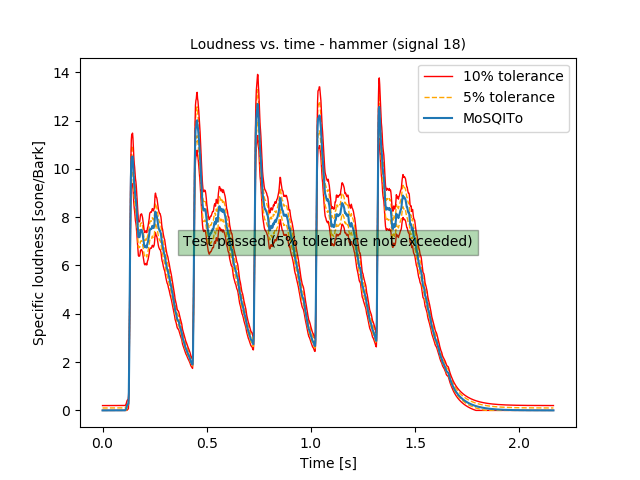 Loudness vs. time - hammer (signal 18)
14
12
10
8
6
4
2
0
Specific loudness [sone/Bark]
10% tolerance
5% tolerance
MoSQITo
Test passed (5% tolerance not exceeded)
0.0 0.5 1.0 1.5 2.0
Time [s]